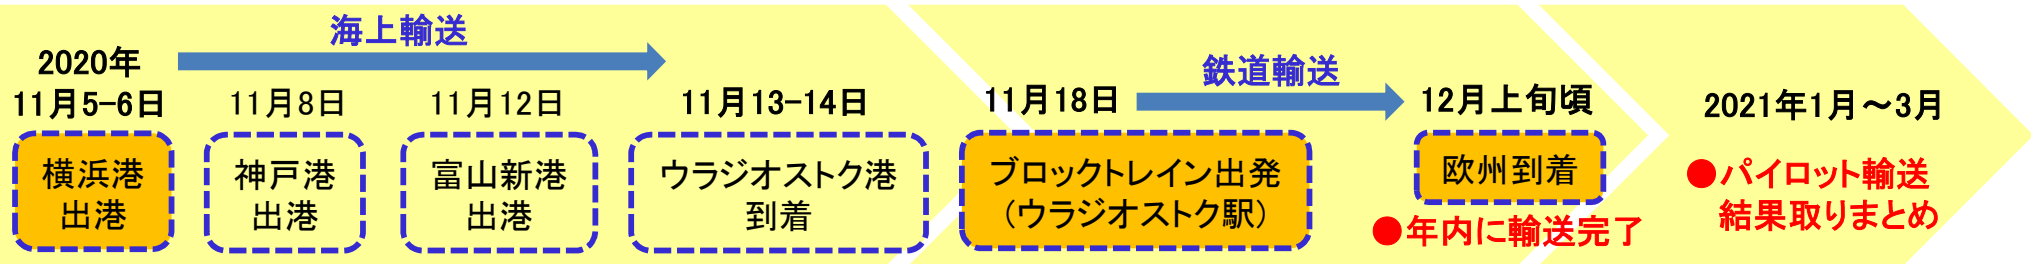 海上輸送
2020年
11月5-6日
横浜港
出港
11月8日
神戸港
出港
11月12日
富山新港
出港
11月13-14日
ウラジオストク港
到着
11月18日
ブロックトレイン出発
（ウラジオストク駅）
鉄道輸送
12月上旬頃
欧州到着
●年内に輸送完了
2021年1月～3月
●パイロット輸送
結果取りまとめ